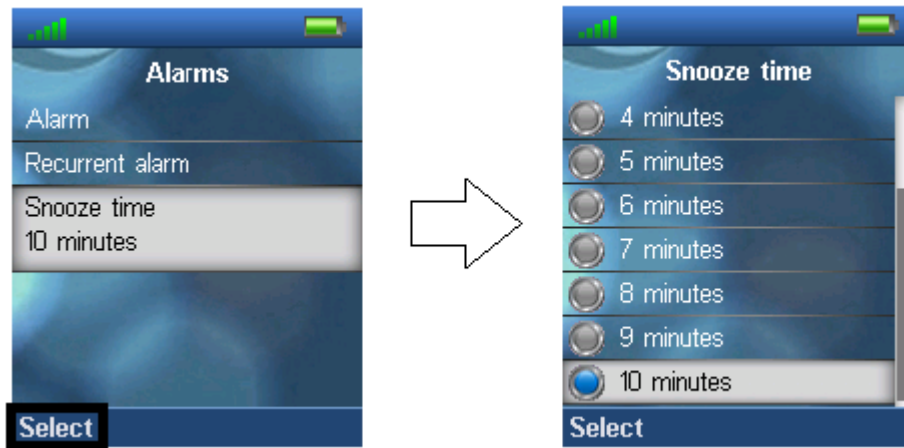 Alarms
Alarm
Recurrent alarm
Snooze time
10 minutes
Select
Snooze time
4 minutes
5 minutes
6 minutes
7 minutes
8 minutes
9 minutes
10 minutes
Select